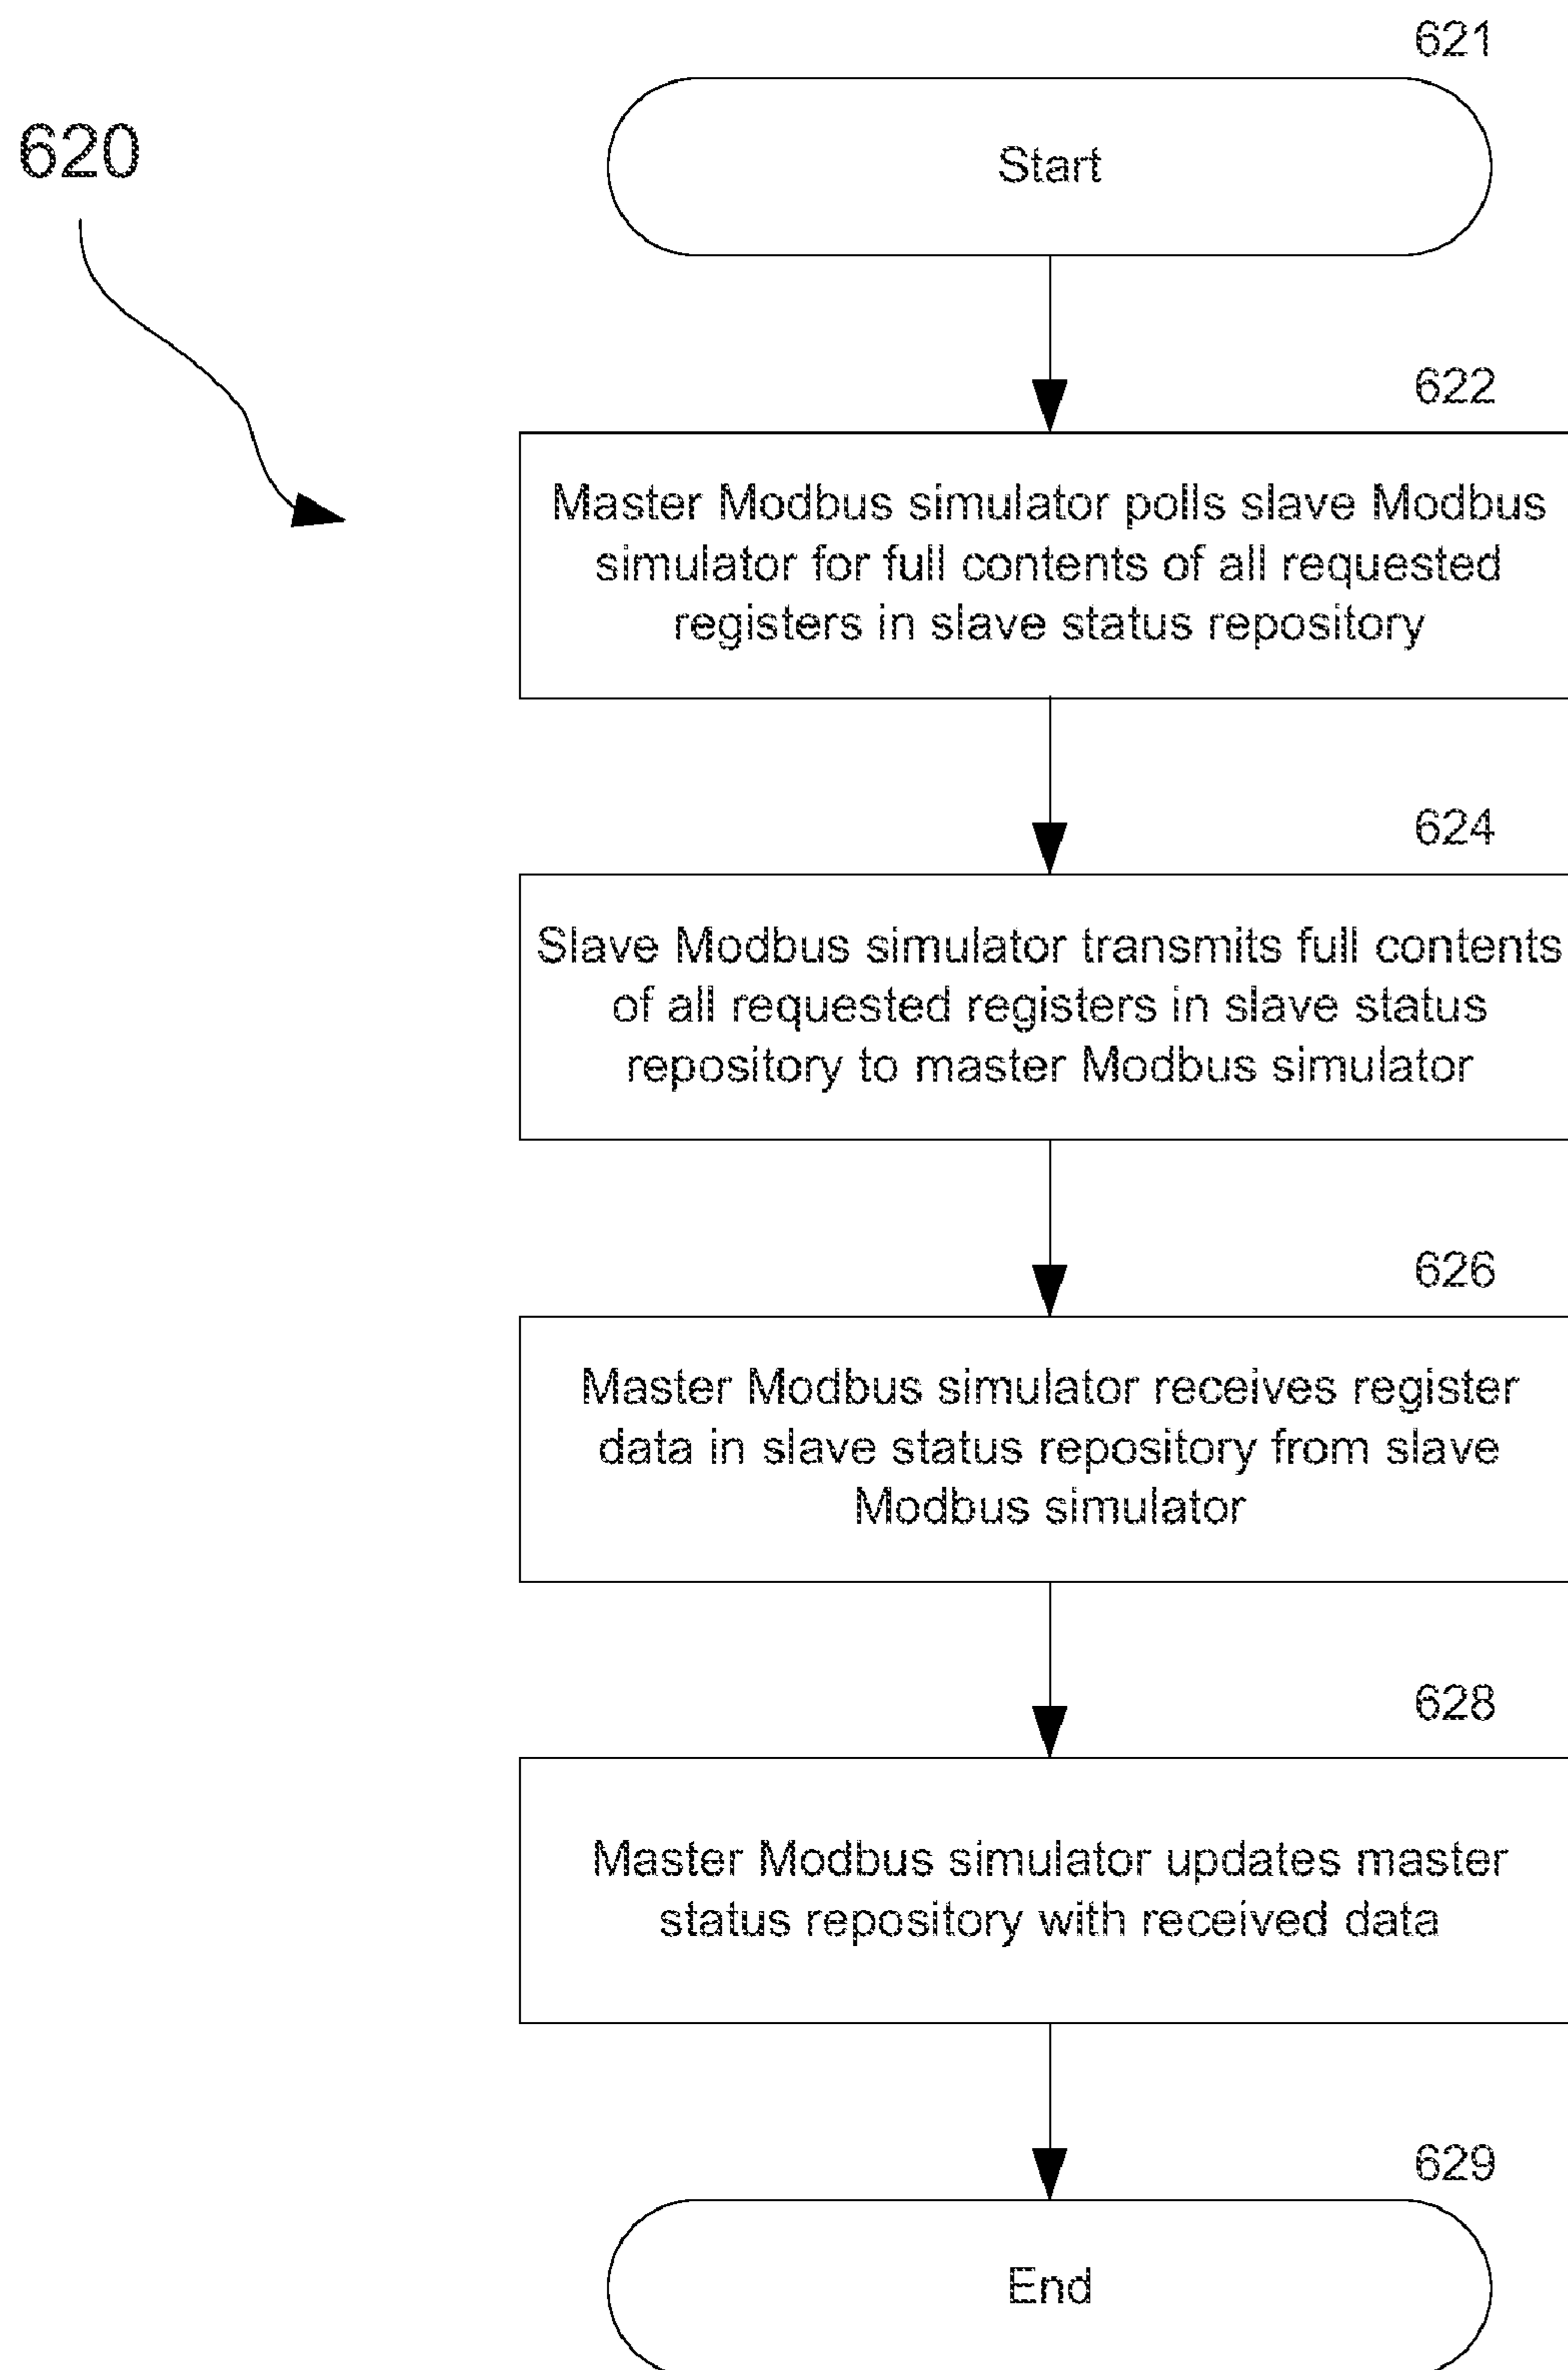 621
620
Start
622
Master Modbus simulator polls slave Modbus
simulator for full contents of all requested
registers in slave status repository
624
Slave Modbus simulator transmits full contents
of all requested registers in slave status
repository to master Modbus simulator
626
Master Modbus simulator receives register
data in slave status repository from slave
Modbus simulator
628
Master Modbus simulator updates master
status repository with received data
629
End